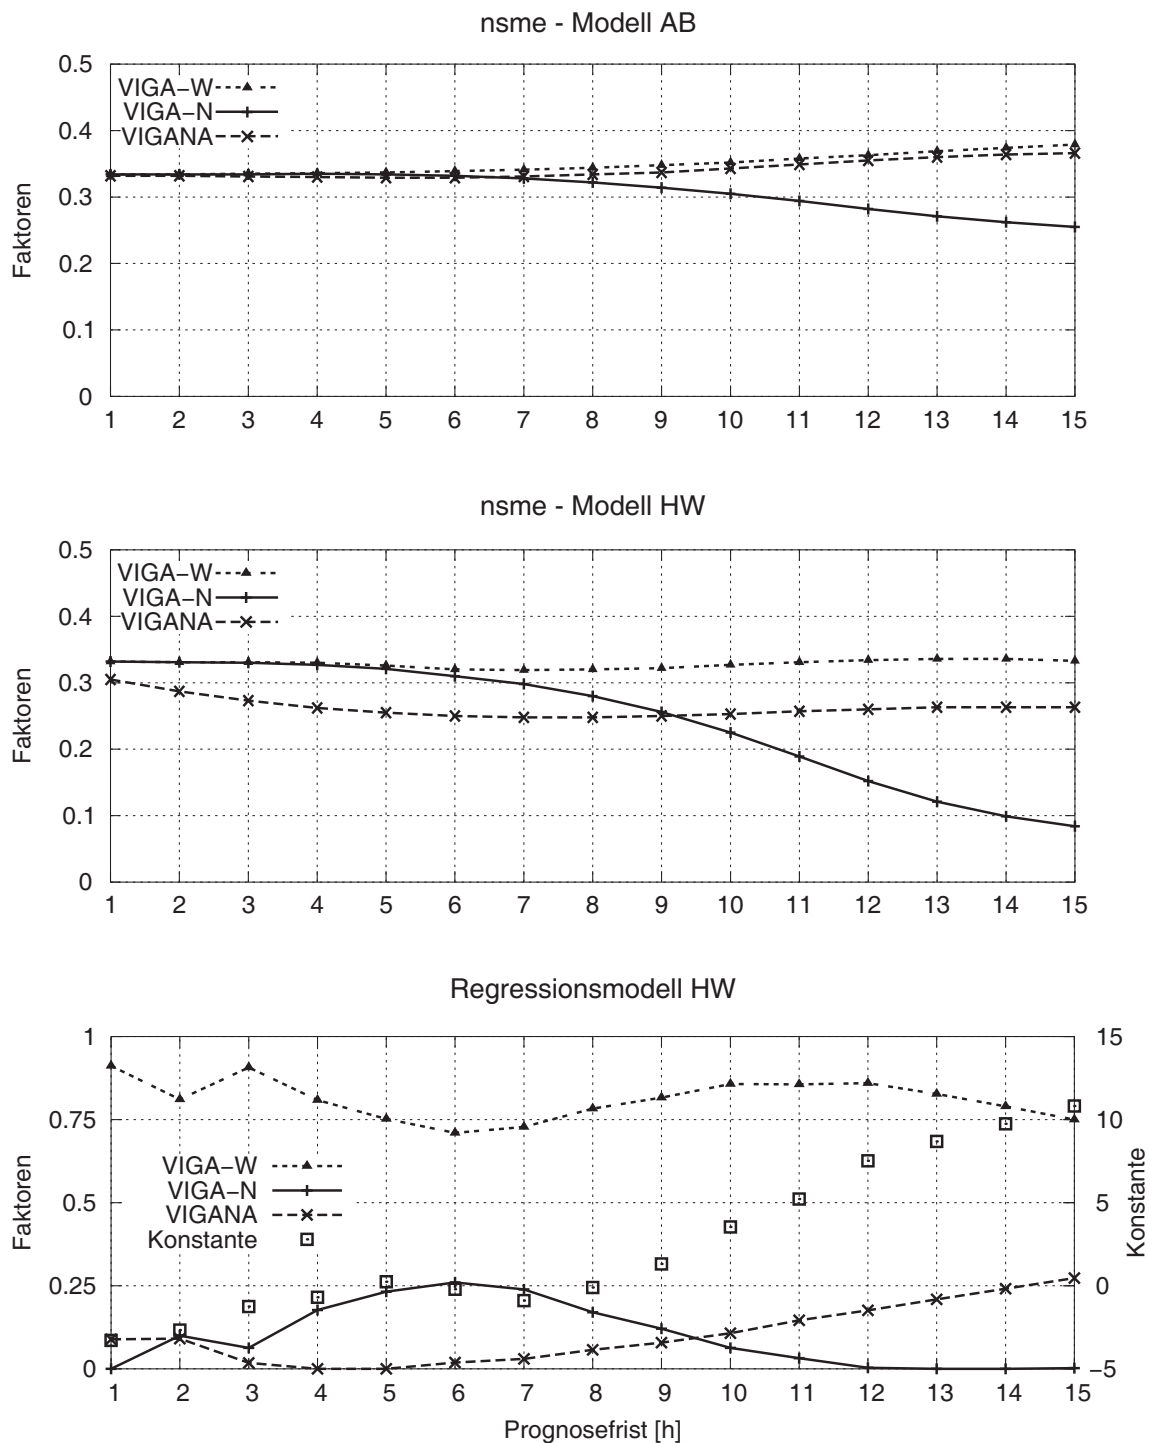 nsme - Modell AB
0.5
0.4
0.3
0.2
0.1
0
Faktoren
VIGA–W
VIGA–N
VIGANA
1 2 3 4 5 6 7 8 9 10 11 12 13 14 15
nsme - Modell HW
0.5
0.4
0.3
0.2
0.1
0
Faktoren
VIGA–W
VIGA–N
VIGANA
1 2 3 4 5 6 7 8 9 10 11 12 13 14 15
Regressionsmodell HW
1
0.75
0.5
0.25
0
Faktoren
VIGA–W
VIGA–N
VIGANA
Konstante
15
10
5
0
–5
Konstante
1 2 3 4 5 6 7 8 9 10 11 12 13 14 15
Prognosefrist [h]